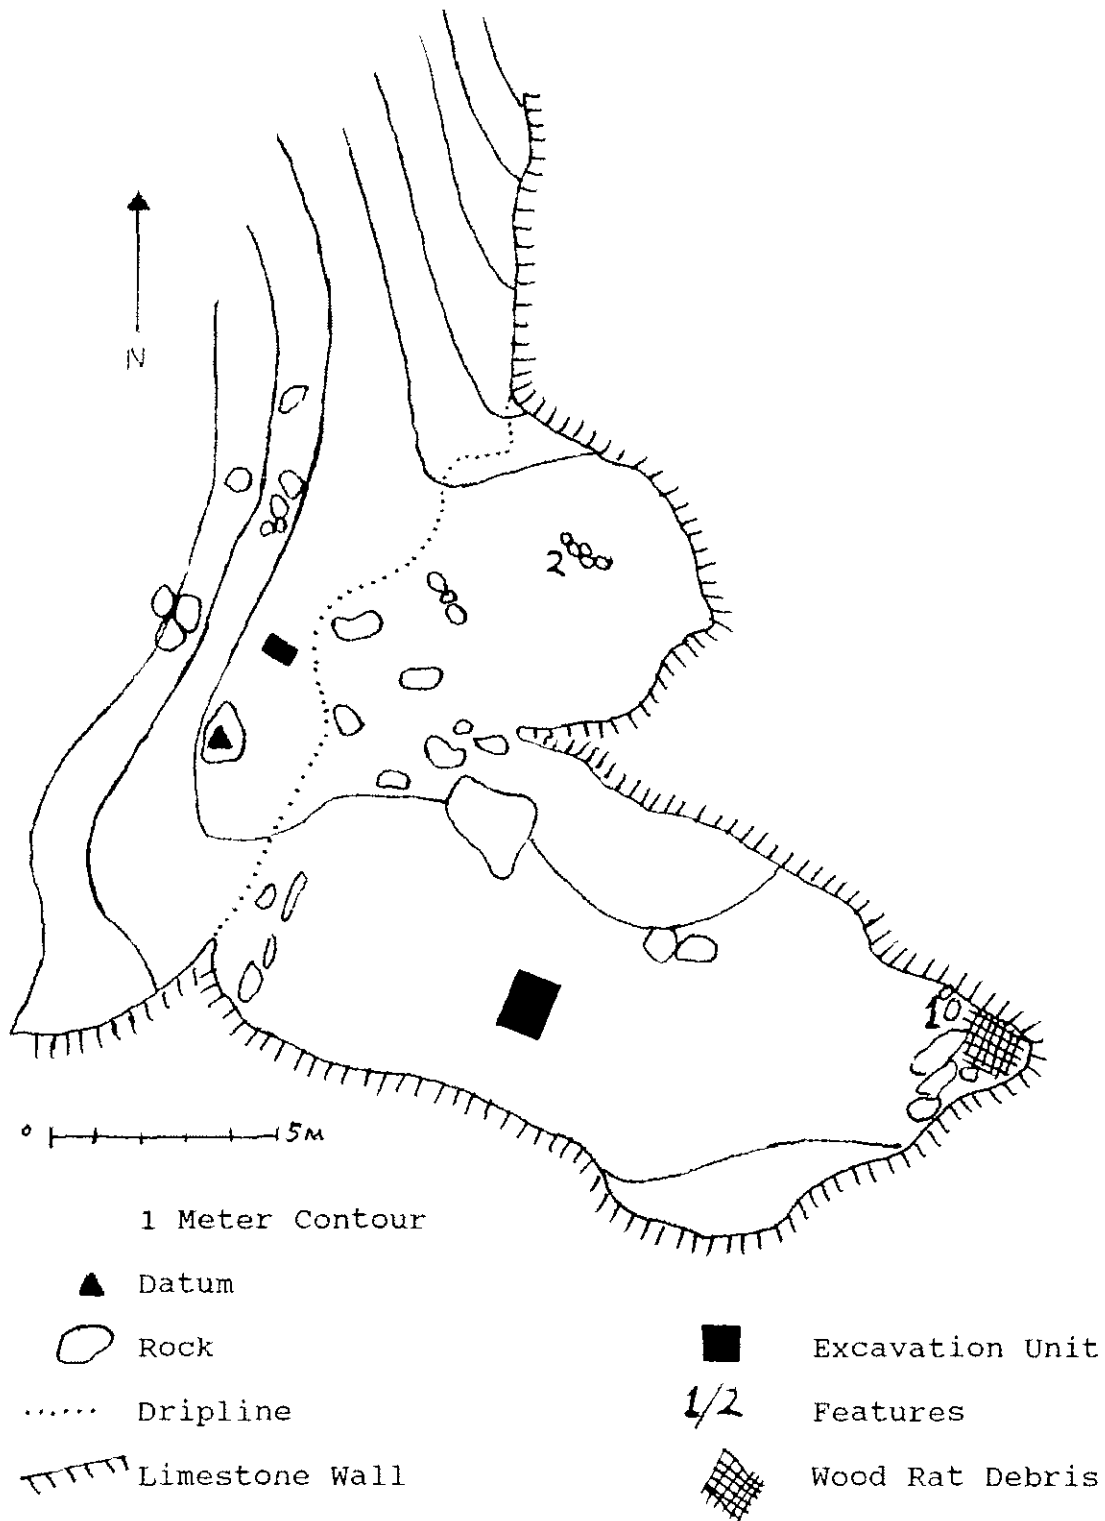 N
2
1
0 5M
1 Meter Contour
Datum
Rock
Dripline
Limestone Wall
Excavation Unit
1/2 Features
Wood Rat Debris